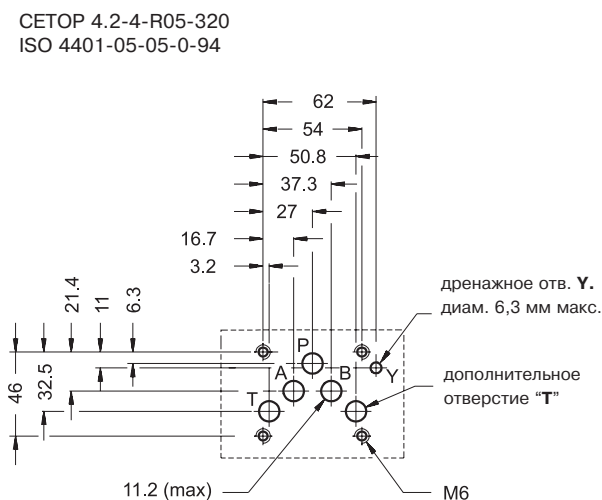 СЕТОР 4.2-4-R05-320
ISO 4401-05-05-0-94
62
54
50.8
37.3
27
16.7
3.2
21.4
11
6.3
46
32.5
P
A
B
Y
T
дренажное отв. Y.
диам. 6,3 мм макс.
дополнительное
отверстие “T”
11.2 (max)
M6